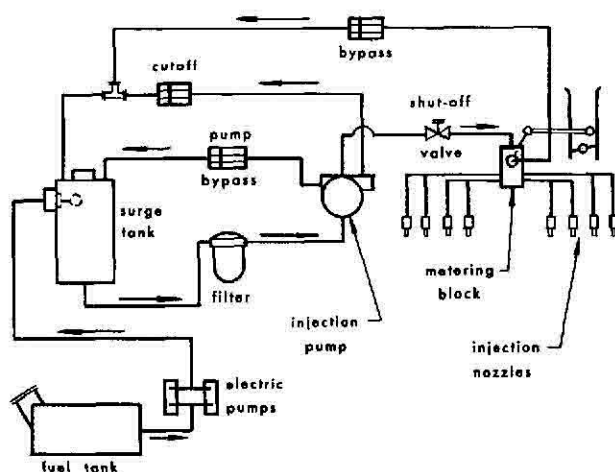 bypass
cutoff
shut-off
valve
pump
bypass
surge
tank
filter
metering
block
injection
pump
injection
nozzles
electric
pumps
fuel tank